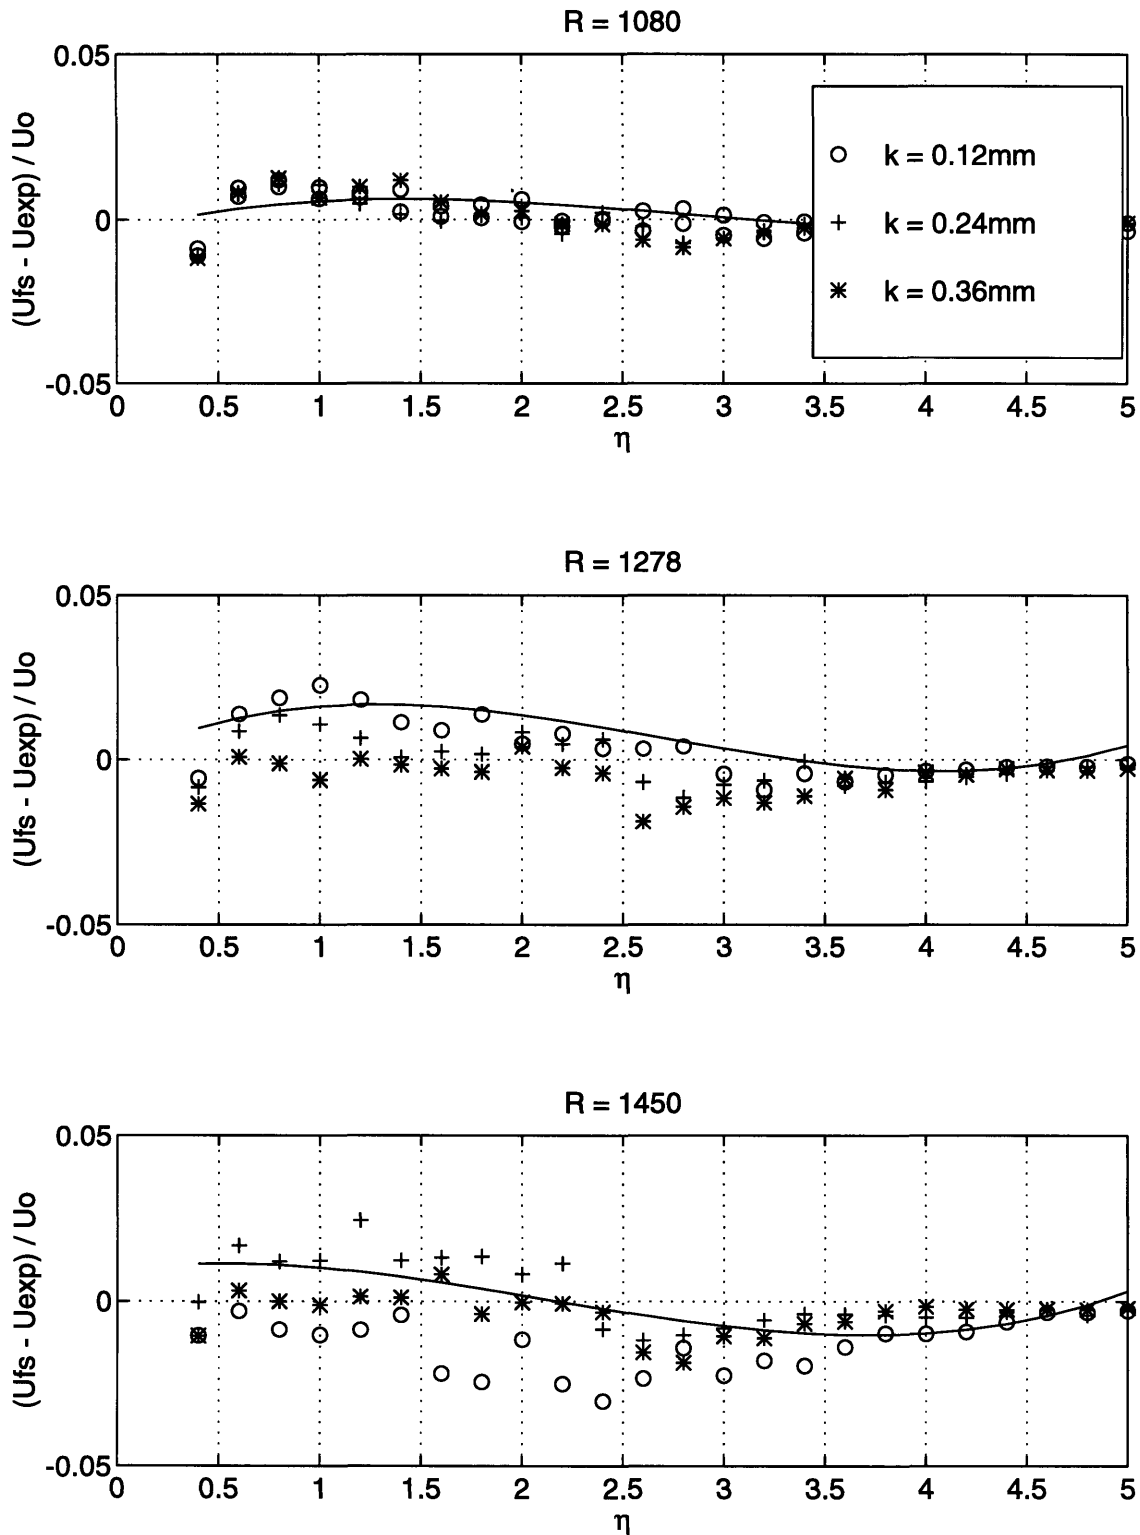 R = 1080
(Ufs - Uexp) / Uo
0.05
0
-0.05
0 0.5 1 1.5 2 2.5 3 3.5 4 4.5 5
η
k = 0.12mm
k = 0.24mm
k = 0.36mm
R = 1278
(Ufs - Uexp) / Uo
0.05
0
-0.05
0 0.5 1 1.5 2 2.5 3 3.5 4 4.5 5
η
R = 1450
(Ufs - Uexp) / Uo
0.05
0
-0.05
0 0.5 1 1.5 2 2.5 3 3.5 4 4.5 5
η